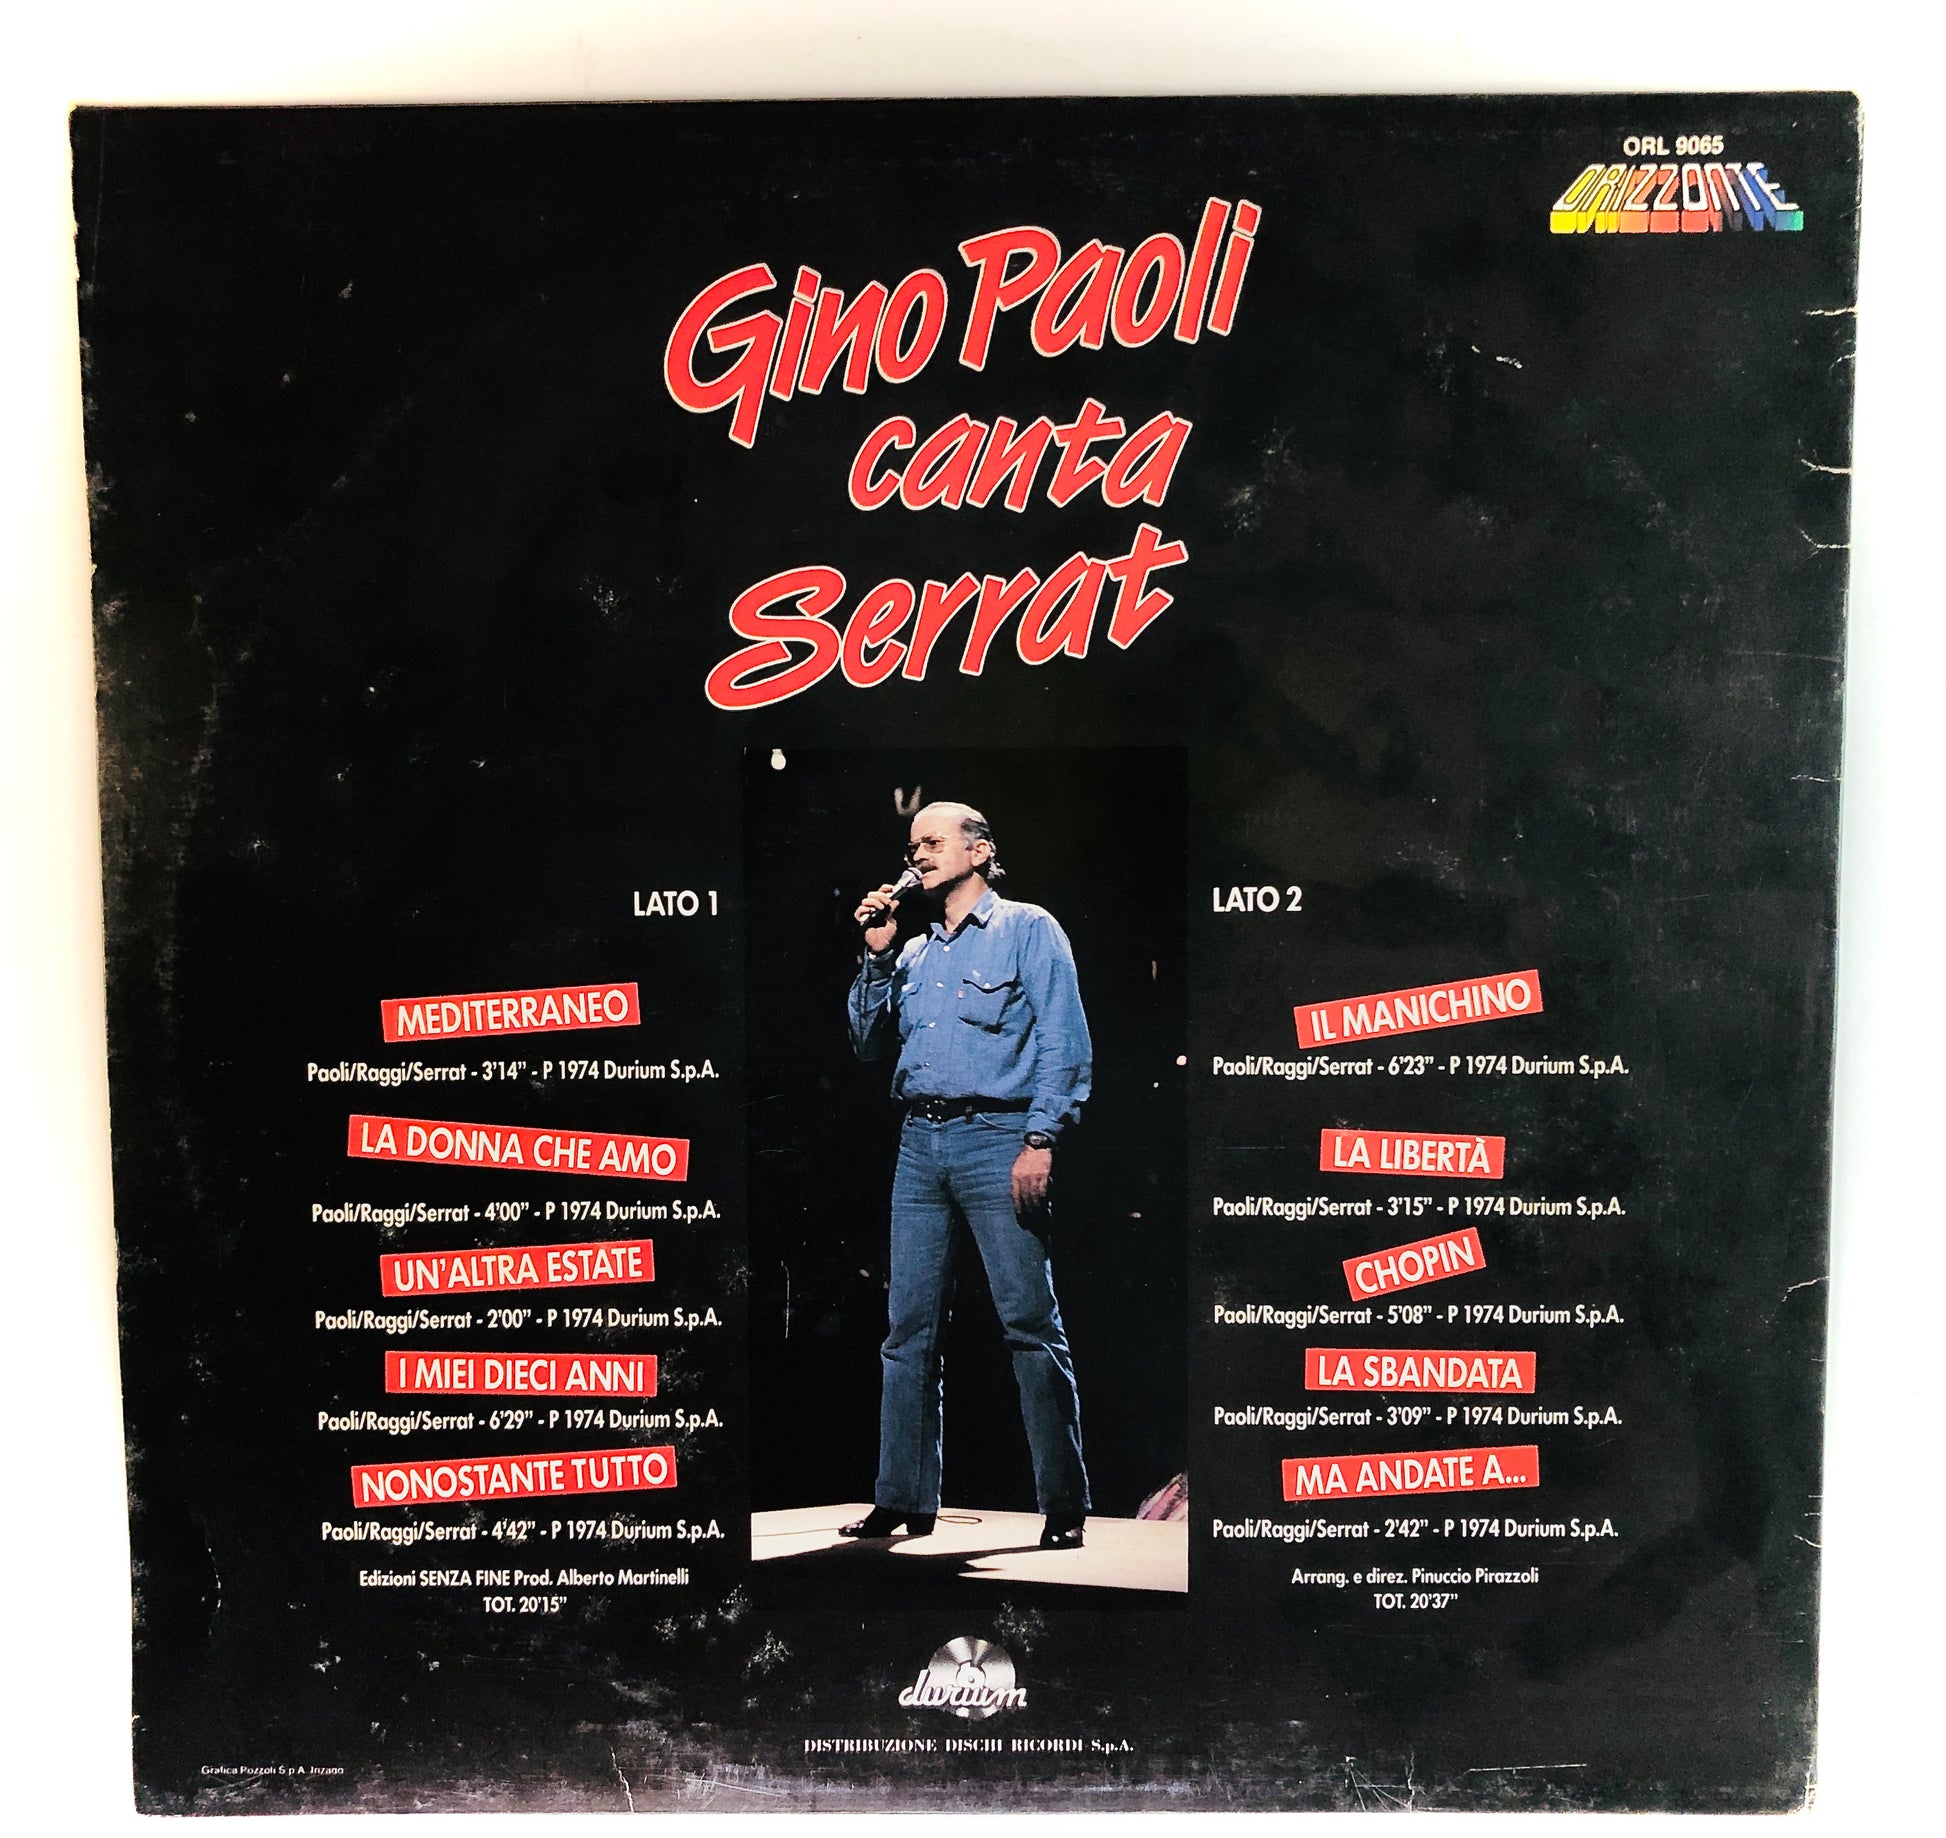 ORL 9065
ORIZZONTE
Gino Paoli
canta
Serrat
LATO 1
MEDITERRANEO
Paoli/Raggi/Serrat - 3'14" - P 1974 Durium S.p.A.
LA DONNA CHE AMO
Paoli/Raggi/Serrat - 4'00" - P 1974 Durium S.p.A.
UN'ALTRA ESTATE
Paoli/Raggi/Serrat - 2'00" - P 1974 Durium S.p.A.
I MIEI DIECI ANNI
Paoli/Raggi/Serrat - 6'29" - P 1974 Durium S.p.A.
NONOSTANTE TUTTO
Paoli/Raggi/Serrat - 4'42" - P 1974 Durium S.p.A.
Edizioni SENZA FINE Prod. Alberto Martinelli
TOT. 20'15"
LATO 2
IL MANICHINO
Paoli/Raggi/Serrat - 6'23" - P 1974 Durium S.p.A.
LA LIBERTÀ
Paoli/Raggi/Serrat - 3'15" - P 1974 Durium S.p.A.
CHOPIN
Paoli/Raggi/Serrat - 5'08" - P 1974 Durium S.p.A.
LA SBANDATA
Paoli/Raggi/Serrat - 3'09" - P 1974 Durium S.p.A.
MA ANDATE A...
Paoli/Raggi/Serrat - 2'42" - P 1974 Durium S.p.A.
Arrang. e direz. Pinuccio Pirazzoli
TOT. 20'37"
durium
DISTRIBUZIONE DISCHI RICORDI S.p.A.
Grafica Pozzoli S.p.A. Inzago